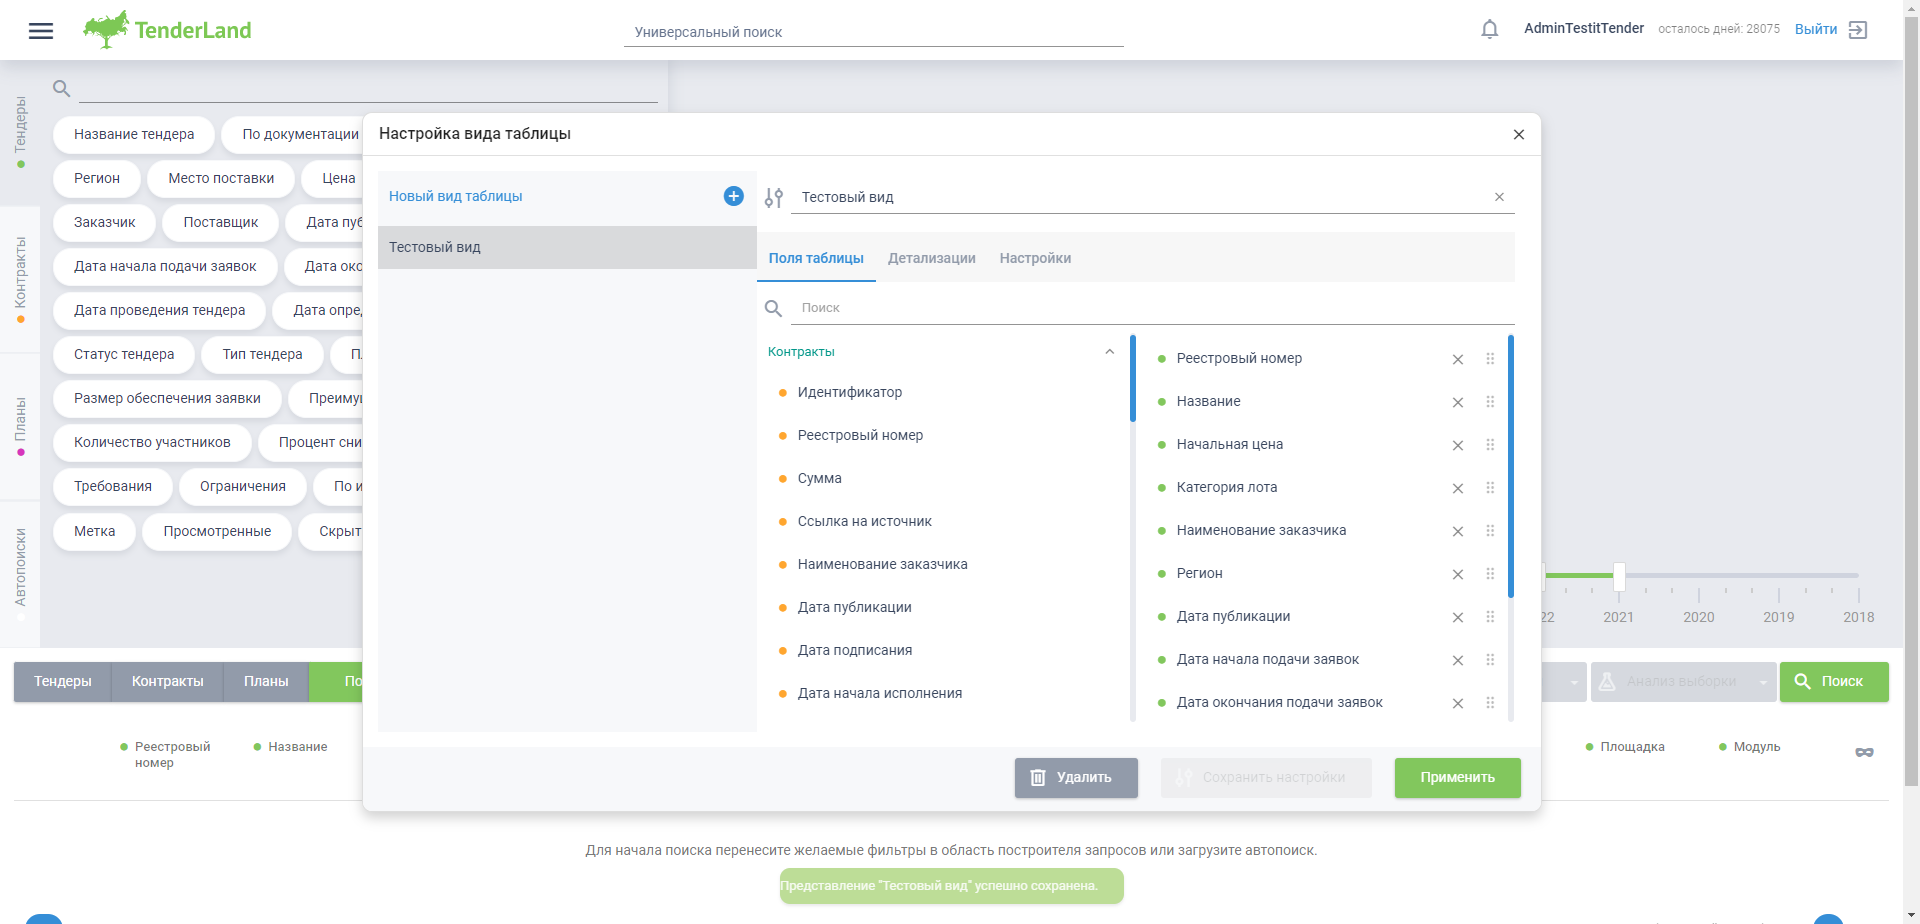 TenderLand
Универсальный поиск
AdminTestitTender
осталось дней: 28075
Выйти
Тендеры
Контракты
Планы
Автопоиски
Название тендера
По документации
Регион
Место поставки
Цена
Заказчик
Поставщик
Дата пуб
Дата начала подачи заявок
Дата око
Дата проведения тендера
Дата опре
Статус тендера
Тип тендера
Размер обеспечения заявки
Преиму
Количество участников
Процент сни
Требования
Ограничения
По и
Метка
Просмотренные
Скрыт
Настройка вида таблицы
Новый вид таблицы
Тестовый вид
Тестовый вид
Поля таблицы
Детализации
Настройки
Поиск
Контракты
Идентификатор
Реестровый номер
Сумма
Ссылка на источник
Наименование заказчика
Дата публикации
Дата подписания
Дата начала исполнения
Реестровый номер
Название
Начальная цена
Категория лота
Наименование заказчика
Регион
Дата публикации
Дата начала подачи заявок
Дата окончания подачи заявок
Удалить
Сохранить настройки
Применить
22
2021
2020
2019
2018
Тендеры
Контракты
Планы
По
Анализ выборки
Поиск
Реестровый
номер
Название
Площадка
Модуль
Для начала поиска перенесите желаемые фильтры в область построителя запросов или загрузите автопоиск.
Представление "Тестовый вид" успешно сохранена.